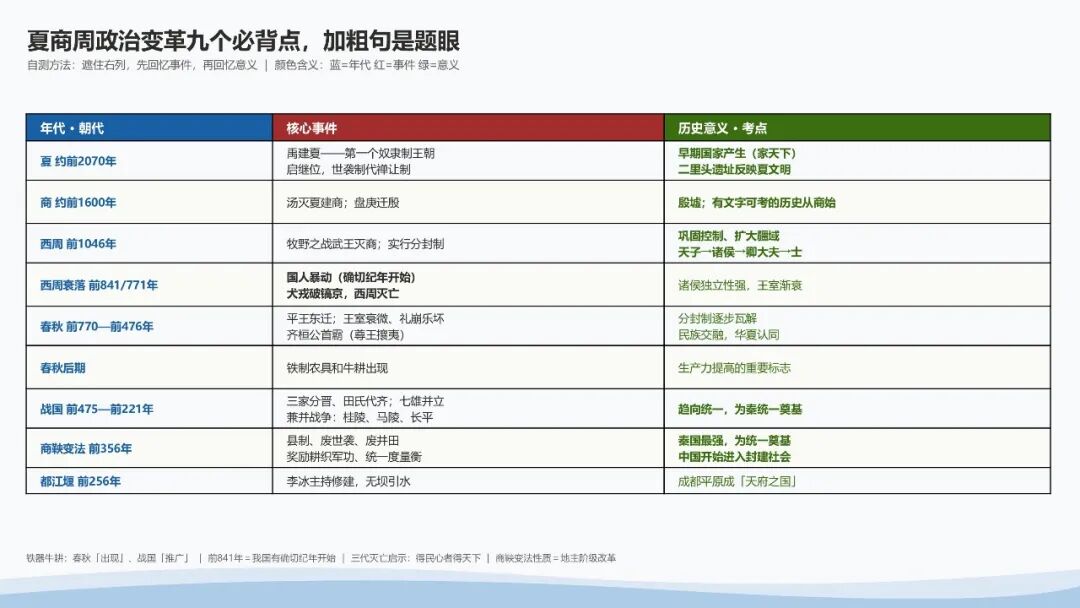 夏商周政治变革九个必背点，加粗句是题眼
自测方法：遮住右列，先回忆事件，再回忆意义 | 颜色含义：蓝=年代 红=事件 绿=意义
年代·朝代
核心事件
历史意义·考点
夏 约前2070年
禹建夏——第一个奴隶制王朝
启继位，世袭制代禅让制
早期国家产生（家天下）
二里头遗址反映夏文明
商 约前1600年
汤灭夏建商；盘庚迁殷
殷墟；有文字可考的历史从商始
西周 前1046年
牧野之战武王灭商；实行分封制
巩固控制、扩大疆域
天子→诸侯→卿大夫→士
西周衰落 前841/771年
国人暴动（确切纪年开始）
犬戎破镐京，西周灭亡
诸侯独立性强，王室渐衰
春秋 前770—前476年
平王东迁；王室衰微、礼崩乐坏
齐桓公首霸（尊王攘夷）
分封制逐步瓦解
民族交融，华夏认同
春秋后期
铁制农具和牛耕出现
生产力提高的重要标志
战国 前475—前221年
三家分晋、田氏代齐；七雄并立
兼并战争：桂陵、马陵、长平
趋向统一，为秦统一奠基
商鞅变法 前356年
县制、废世袭、废井田
奖励耕织军功、统一度量衡
秦国最强，为统一奠基
中国开始进入封建社会
都江堰 前256年
李冰主持修建，无坝引水
成都平原成「天府之国」
铁器牛耕：春秋「出现」、战国「推广」 | 前841年=我国有确切纪年开始 | 三代灭亡启示：得民心者得天下 | 商鞅变法性质=地主阶级改革